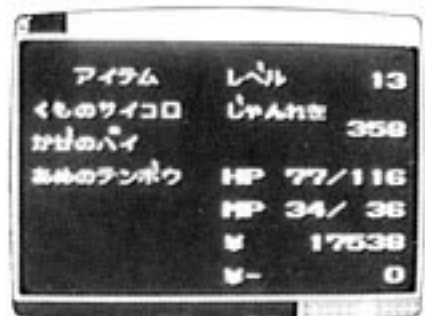 アイテム レベル 13
くものサイコロ じゃんれき
358
かぜのパイ
あめのテンボウ HP 77/116
MP 34/ 36
¥ 17538
¥- 0